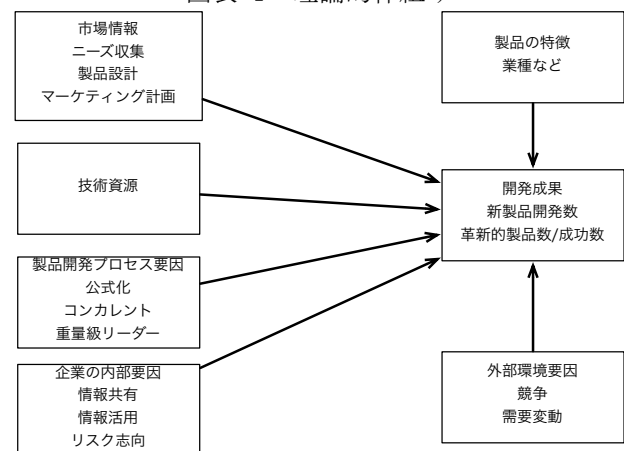 市場情報
ニーズ収集
製品設計
マーケティング計画
技術資源
製品開発プロセス要因
公式化
コンカレント
重量級リーダー
企業の内部要因
情報共有
情報活用
リスク志向
製品の特徴
業種など
開発成果
新製品開発数
革新的製品数/成功数
外部環境要因
競争
需要変動